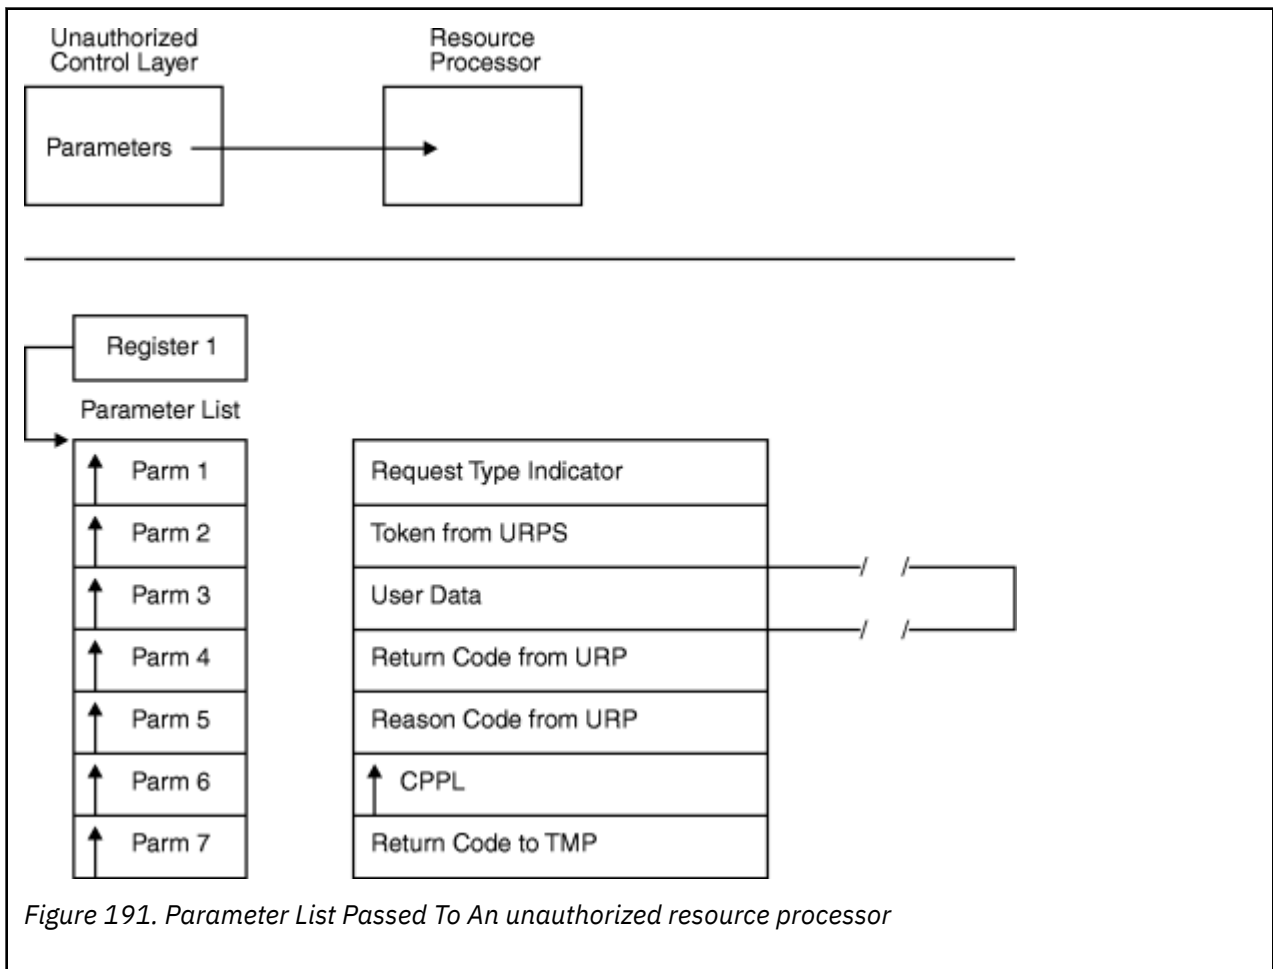 Unauthorized
Control Layer
Resource
Processor
Parameters
Register 1
Parameter List
Parm 1
Request Type Indicator
Parm 2
Token from URPS
Parm 3
User Data
Parm 4
Return Code from URP
Parm 5
Reason Code from URP
Parm 6
CPPL
Parm 7
Return Code to TMP
Figure 191. Parameter List Passed To An unauthorized resource processor